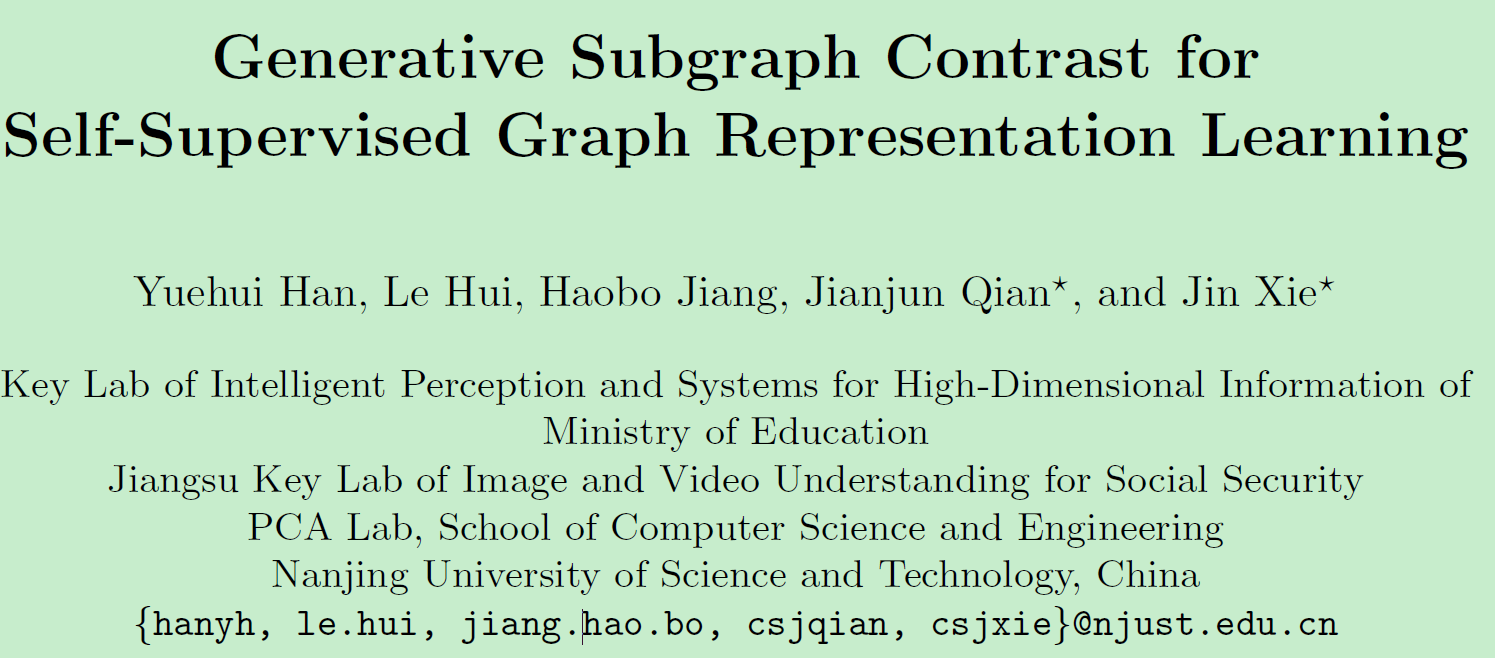 Generative Subgraph Contrast for
Self-Supervised Graph Representation Learning
Yuehui Han, Le Hui, Haobo Jiang, Jianjun Qian⋆, and Jin Xie⋆
Key Lab of Intelligent Perception and Systems for High-Dimensional Information of
Ministry of Education
Jiangsu Key Lab of Image and Video Understanding for Social Security
PCA Lab, School of Computer Science and Engineering
Nanjing University of Science and Technology, China
{hanyh, le.hui, jiang.hao.bo, csjqian, csjxie}@njust.edu.cn